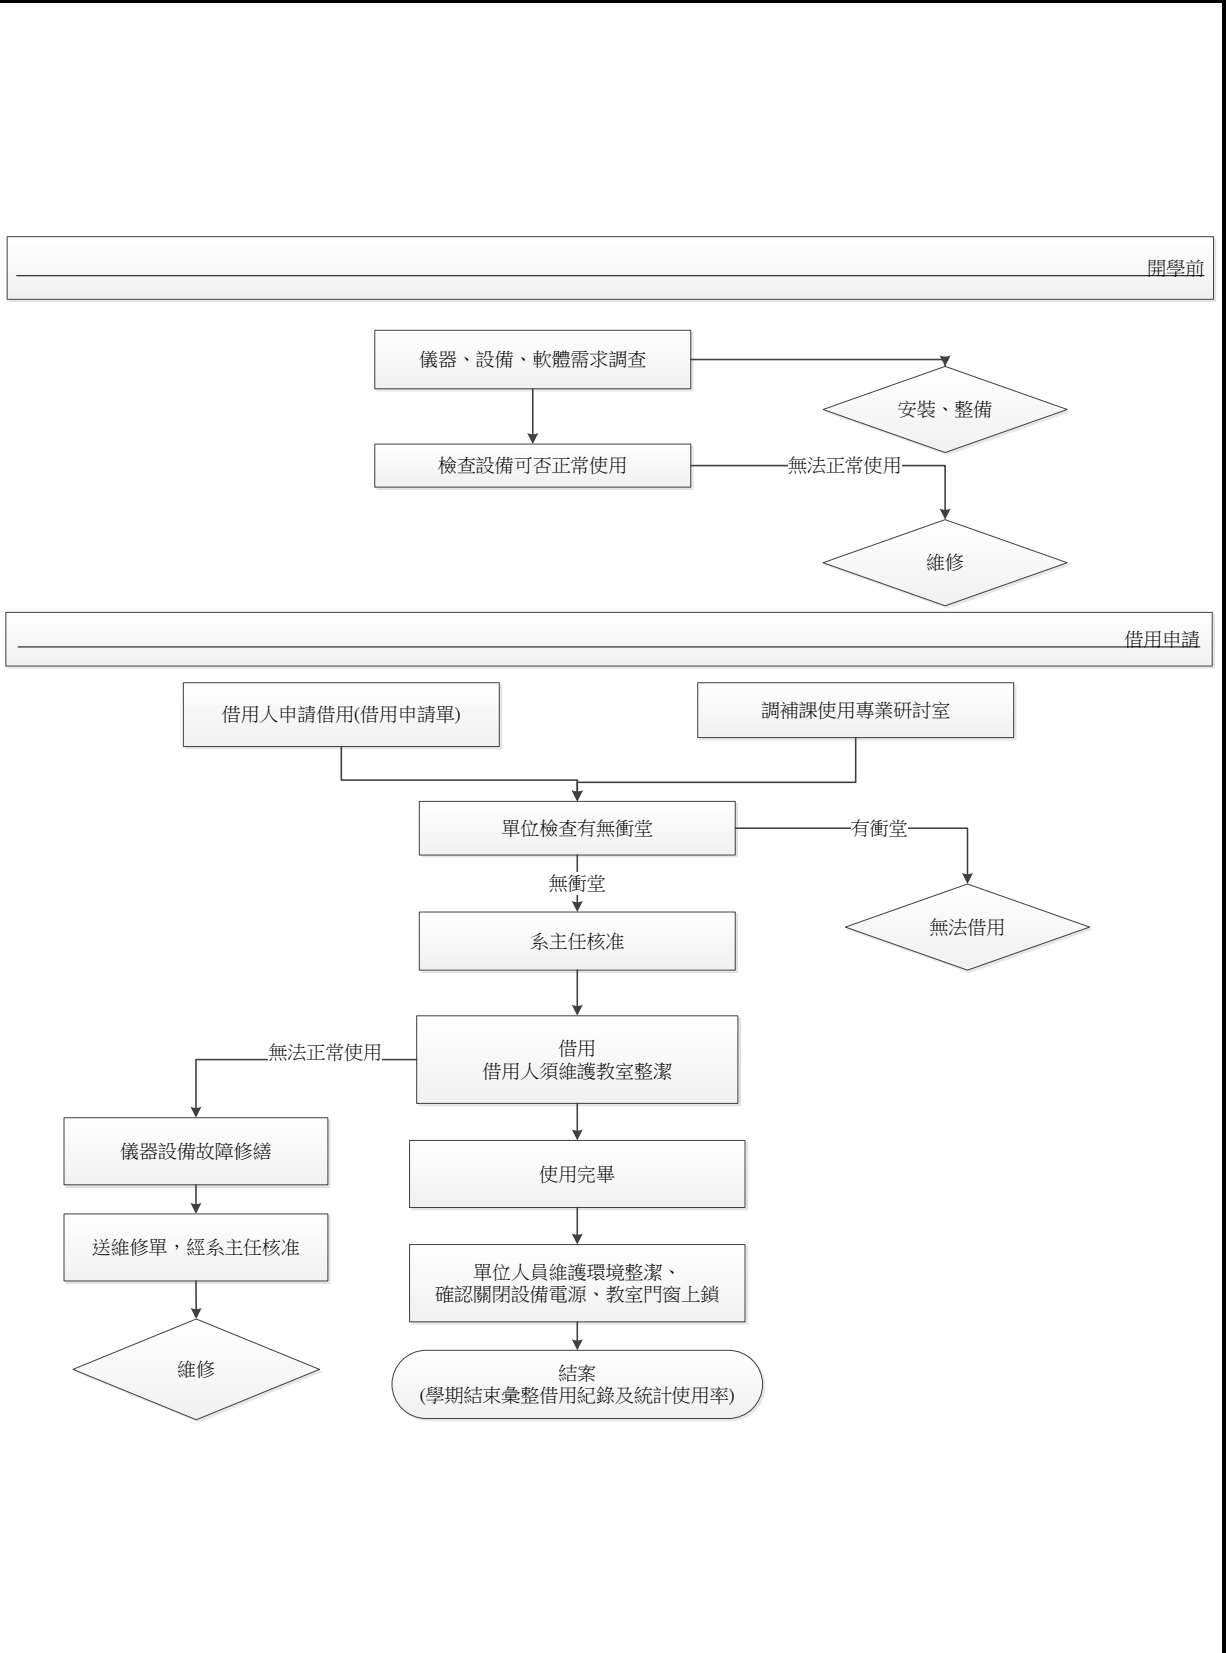 開學前
儀器、設備、軟體需求調查
安裝、整備
檢查設備可否正常使用
無法正常使用
維修
借用申請
借用人申請借用(借用申請單)
調補課使用專業研討室
單位檢查有無衝堂
有衝堂
無衝堂
無法借用
系主任核准
借用
借用人須維護教室整潔
無法正常使用
儀器設備故障修繕
使用完畢
送維修單，經系主任核准
單位人員維護環境整潔、
確認關閉設備電源、教室門窗上鎖
維修
結案
(學期結束彙整借用紀錄及統計使用率)